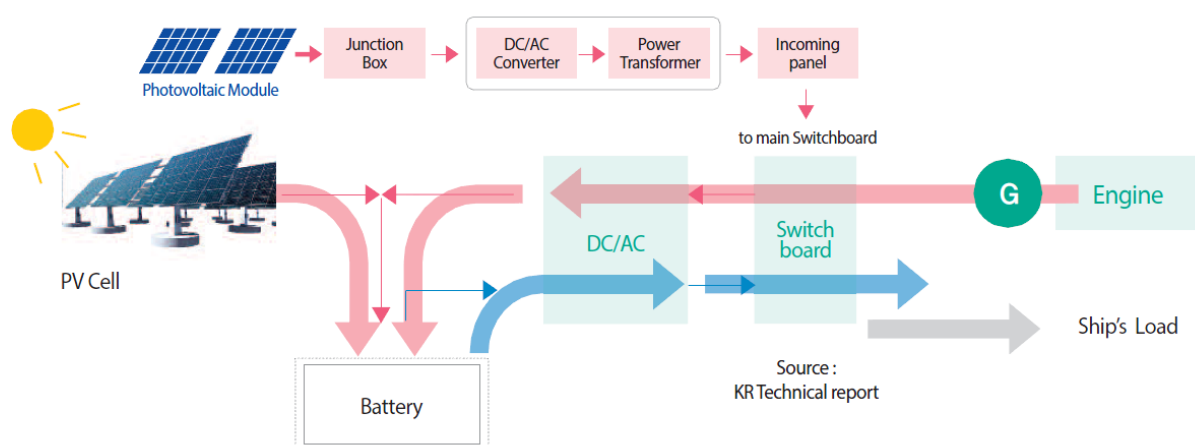 Junction
Box
DC/AC
Converter
Power
Transformer
Incoming
panel
Photovoltaic Module
to main Switchboard
G
Engine
DC/AC
Switch
board
PV Cell
Ship's Load
Source :
KR Technical report
Battery